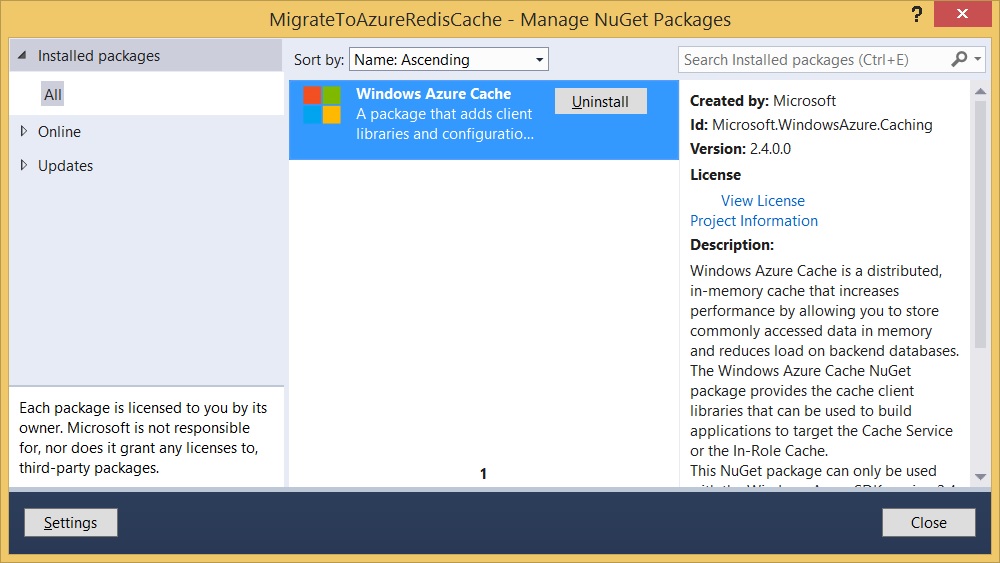 MigrateToAzureRedisCache - Manage NuGet Packages
?
Installed packages
All
Online
Updates
Each package is licensed to you by its
owner. Microsoft is not responsible
for, nor does it grant any licenses to,
third-party packages.
Sort by: Name: Ascending
Windows Azure Cache
A package that adds client
libraries and configuratio...
Uninstall
1
Search Installed packages (Ctrl+E)
Created by: Microsoft
Id: Microsoft.WindowsAzure.Caching
Version: 2.4.0.0
License
View License
Project Information
Description:
Windows Azure Cache is a distributed,
in-memory cache that increases
performance by allowing you to store
commonly accessed data in memory
and reduces load on backend databases.
The Windows Azure Cache NuGet
package provides the cache client
libraries that can be used to build
applications to target the Cache Service
or the In-Role Cache.
This NuGet package can only be used
Settings
Close